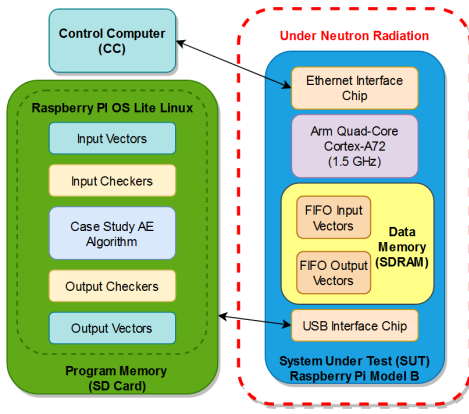 Control Computer
(CC)
Raspberry PI OS Lite Linux
Input Vectors
Input Checkers
Case Study AE
Algorithm
Output Checkers
Output Vectors
Program Memory
(SD Card)
Under Neutron Radiation
Ethernet Interface
Chip
Arm Quad-Core
Cortex-A72
(1.5 GHz)
FIFO Input
Vectors
FIFO Output
Vectors
Data
Memory
(SDRAM)
USB Interface Chip
System Under Test (SUT)
Raspberry Pi Model B